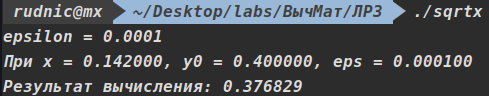 rudnic@mx ~/Desktop/labs/ВычМат/ЛР3 ./sqrtx
epsilon = 0.0001
При x = 0.142000, y0 = 0.400000, eps = 0.000100
Результат вычисления: 0.376829